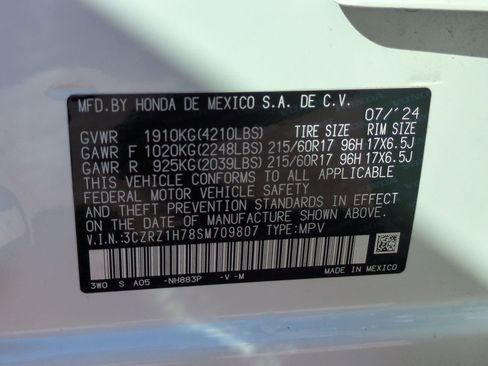 MFD.BY HONDA DE MEXICO S.A. DE C.V.
07/'24
GVWR 1910KG(4210LBS) TIRE SIZE RIM SIZE
GAWR F 1020KG(2248LBS) 215/60R17 96H 17X6.5J
GAWR R 925KG(2039LBS) 215/60R17 96H 17X6.5J
THIS VEHICLE CONFORMS TO ALL APPLICABLE
FEDERAL MOTOR VEHICLE SAFETY
AND THEFT PREVENTION STANDARDS IN EFFECT
ON THE DATE OF MANUFACTURE SHOWN ABOVE.
V.I.N.:3CZRZ1H78SM709807 TYPE:MPV
3W0 S A05 -NH883P -V -M MADE IN MEXICO